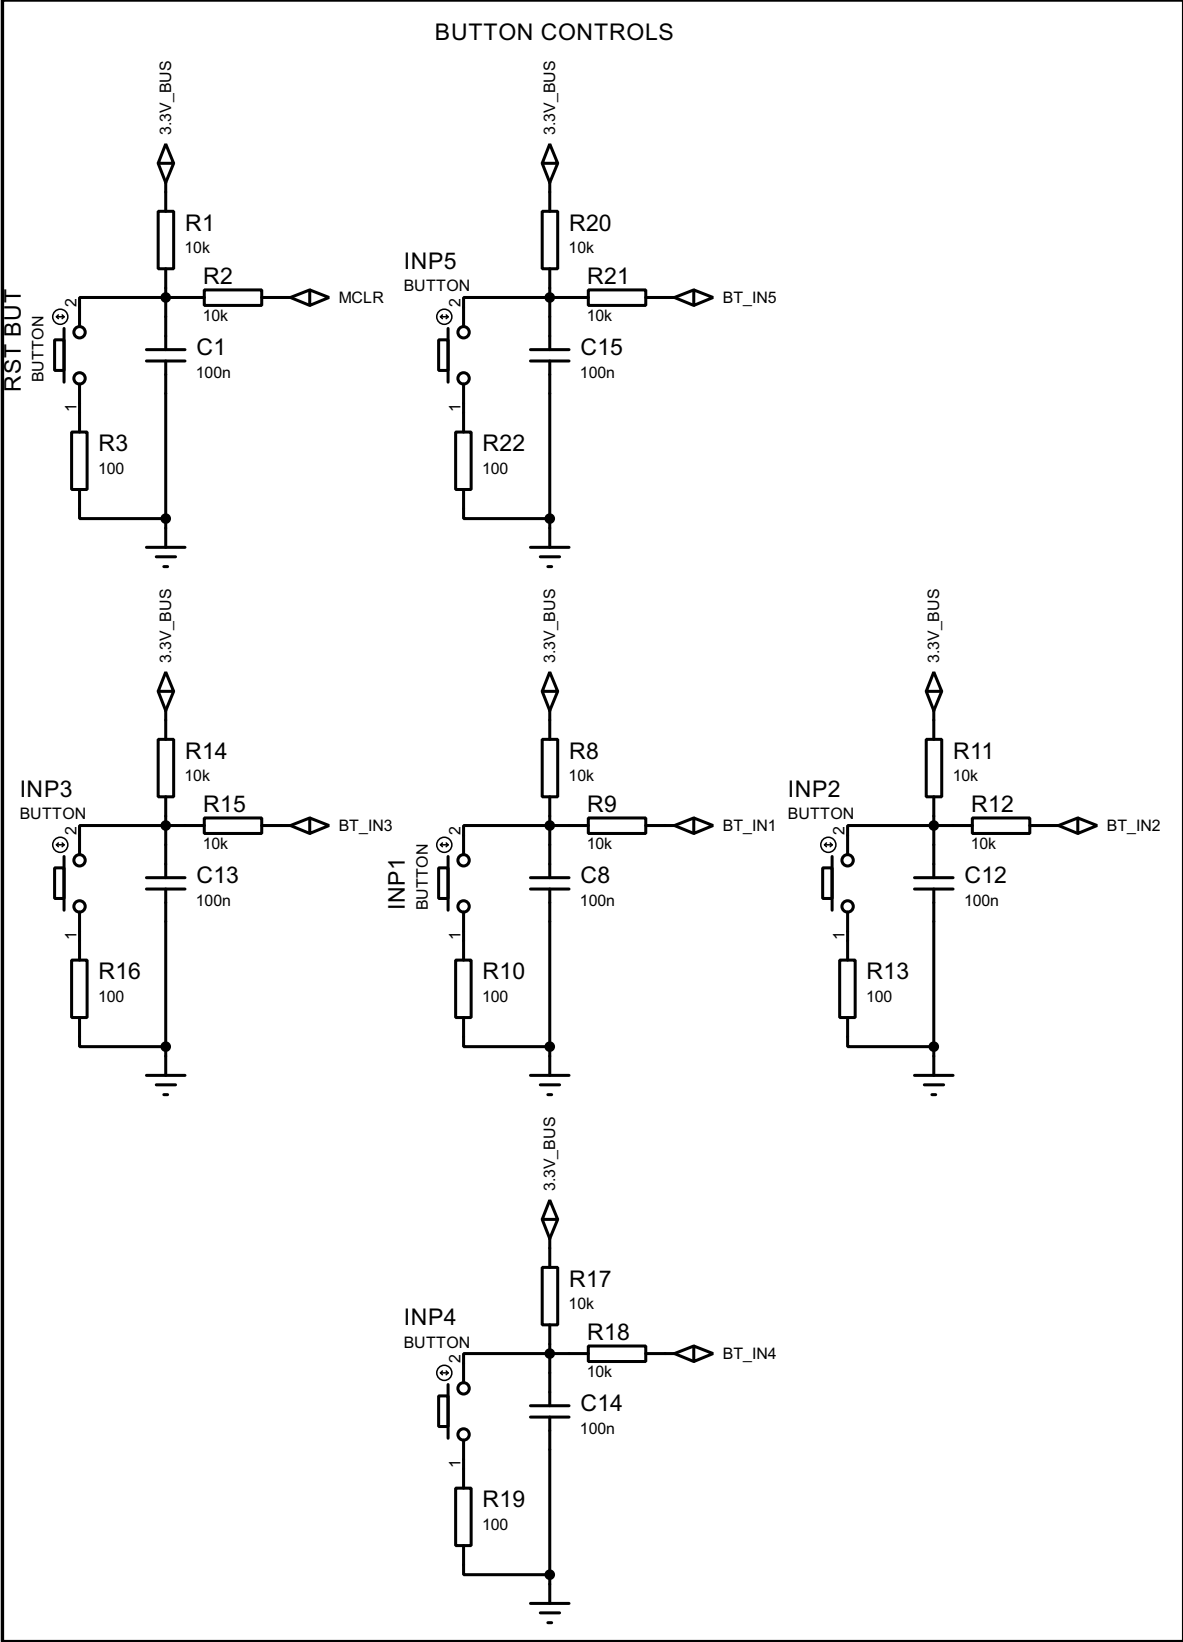 BUTTON CONTROLS
3.3V_BUS
R1
10k
R2
10k
MCLR
RST BUT
BUTTON
2
1
C1
100n
R3
100
3.3V_BUS
R20
10k
INP5
BUTTON
R21
10k
BT_IN5
2
1
C15
100n
R22
100
3.3V_BUS
R14
10k
INP3
BUTTON
R15
10k
BT_IN3
2
1
C13
100n
R16
100
3.3V_BUS
R8
10k
R9
10k
BT_IN1
INP1
BUTTON
2
1
C8
100n
R10
100
3.3V_BUS
R11
10k
INP2
BUTTON
R12
10k
BT_IN2
2
1
C12
100n
R13
100
3.3V_BUS
R17
10k
INP4
BUTTON
R18
10k
BT_IN4
2
1
C14
100n
R19
100